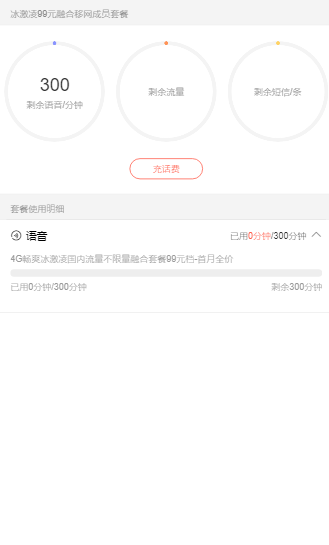 冰激凌99元融合移网成员套餐
300
剩余语音/分钟
剩余流量
剩余短信/条
充话费
套餐使用明细
语音
已用0分钟/300分钟
4G畅爽冰激凌国内流量不限量融合套餐99元档-首月全价
已用0分钟/300分钟
剩余300分钟